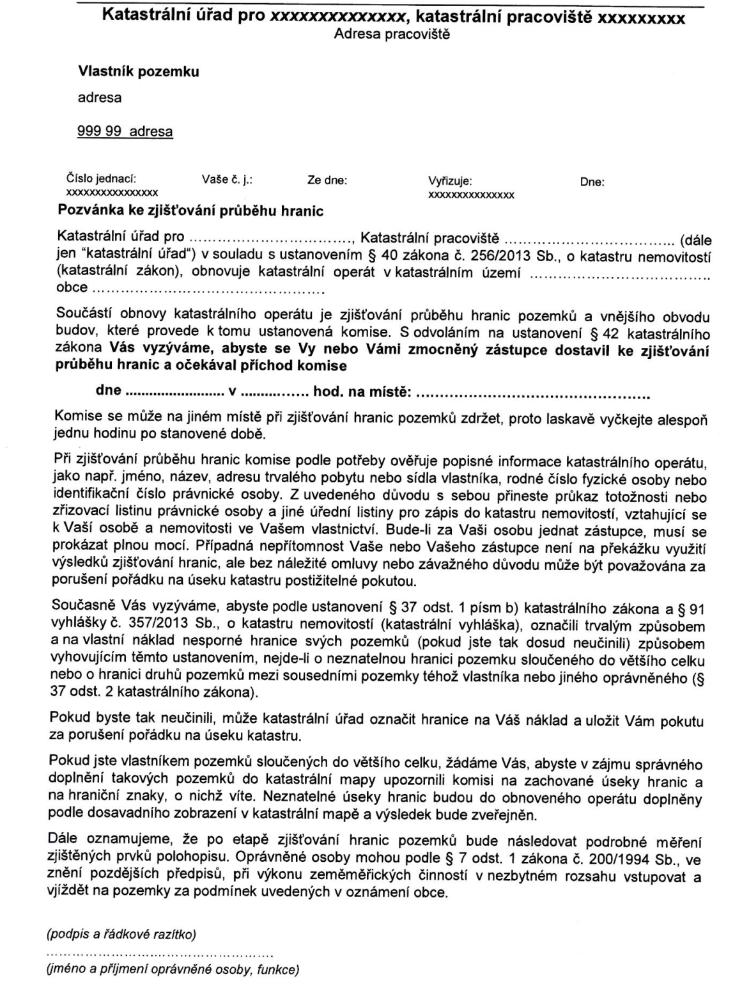 Katastrální úřad pro xxxxxxxxxxxxxx, katastrální pracoviště xxxxxxxxx
Adresa pracoviště
Vlastník pozemku
adresa
999 99 adresa
Číslo jednací: Vaše č. j.: Ze dne: Vyřizuje: Dne:
xxxxxxxxxxxxxxxx xxxxxxxxxxxxxxx
Pozvánka ke zjišťování průběhu hranic
Katastrální úřad pro .................................., Katastrální pracoviště .................................... (dále
jen “katastrální úřad“) v souladu s ustanovením § 40 zákona č. 256/2013 Sb., o katastru nemovitostí
(katastrální zákon), obnovuje katastrální operát v katastrálním území ......................................
obce .................................................
Součástí obnovy katastrálního operátu je zjišťování průběhu hranic pozemků a vnějšího obvodu
budov, které provede k tomu ustanovená komise. S odvoláním na ustanovení § 42 katastrálního
zákona Vás vyzýváme, abyste se Vy nebo Vámi zmocněný zástupce dostavil ke zjišťování
průběhu hranic a očekával příchod komise
dne ......................... v ................. hod. na místě: ..................................................
Komise se může na jiném místě při zjišťování hranic pozemků zdržet, proto laskavě vyčkejte alespoň
jednu hodinu po stanovené době.
Při zjišťování průběhu hranic komise podle potřeby ověřuje popisné informace katastrálního operátu,
jako např. jméno, název, adresu trvalého pobytu nebo sídla vlastníka, rodné číslo fyzické osoby nebo
identifikační číslo právnické osoby. Z uvedeného důvodu s sebou přineste průkaz totožnosti nebo
zřizovací listinu právnické osoby a jiné úřední listiny pro zápis do katastru nemovitostí, vztahující se
k Vaší osobě a nemovitosti ve Vašem vlastnictví. Bude-li za Vaši osobu jednat zástupce, musí se
prokázat plnou mocí. Případná nepřítomnost Vaše nebo Vašeho zástupce není na překážku využití
výsledků zjišťování hranic, ale bez náležité omluvy nebo závažného důvodu může být považována za
porušení pořádku na úseku katastru postižitelné pokutou.
Současně Vás vyzýváme, abyste podle ustanovení § 37 odst. 1 písm b) katastrálního zákona a § 91
vyhlášky č. 357/2013 Sb., o katastru nemovitostí (katastrální vyhláška), označili trvalým způsobem
a na vlastní náklad nesporné hranice svých pozemků (pokud jste tak dosud neučinili) způsobem
vyhovujícím těmto ustanovením, nejde-li o neznatelnou hranici pozemku sloučeného do většího celku
nebo o hranici druhů pozemků mezi sousedními pozemky téhož vlastníka nebo jiného oprávněného (§
37 odst. 2 katastrálního zákona).
Pokud byste tak neučinili, může katastrální úřad označit hranice na Váš náklad a uložit Vám pokutu
za porušení pořádku na úseku katastru.
Pokud jste vlastníkem pozemků sloučených do většího celku, žádáme Vás, abyste v zájmu správného
doplnění takových pozemků do katastrální mapy upozornili komisi na zachované úseky hranic a
na hraniční znaky, o nichž víte. Neznatelné úseky hranic budou do obnoveného operátu doplněny
podle dosavadního zobrazení v katastrální mapě a výsledek bude zveřejněn.
Dále oznamujeme, že po etapě zjišťování hranic pozemků bude následovat podrobné měření
zjištěných prvků polohopisu. Oprávněné osoby mohou podle § 7 odst. 1 zákona č. 200/1994 Sb., ve
znění pozdějších předpisů, při výkonu zeměměřických činností v nezbytném rozsahu vstupovat a
vjíždět na pozemky za podmínek uvedených v oznámení obce.
(podpis a řádkové razítko)
................................................
(jméno a příjmení oprávněné osoby, funkce)